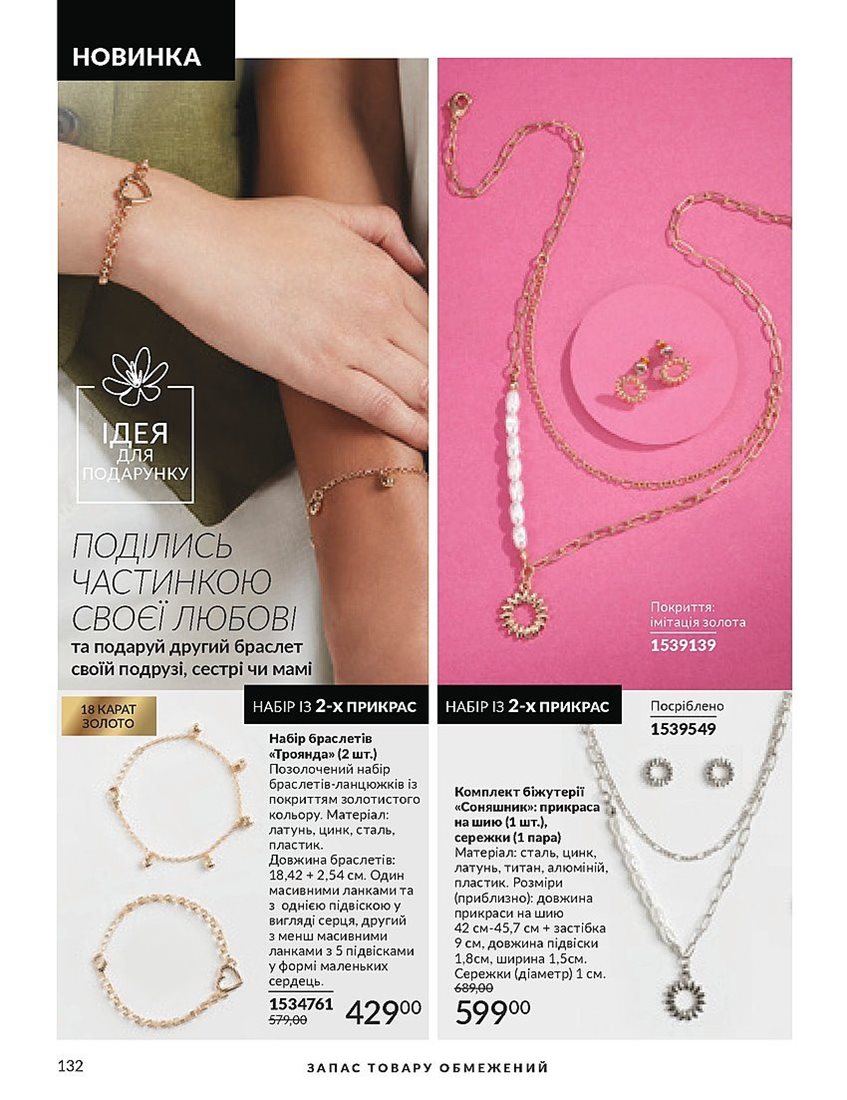 НОВИНКА
ІДЕЯ
ДЛЯ
ПОДАРУНКУ
ПОДІЛИСЬ
ЧАСТИНКОЮ
СВОЄЇ ЛЮБОВІ
та подаруй другий браслет
своїй подрузі, сестрі чи мамі
Покриття:
імітація золота
1539139
18 КАРАТ
ЗОЛОТО
НАБІР ІЗ 2-х ПРИКРАС
Набір браслетів
«Троянда» (2 шт.)
Позолочений набір
браслетів-ланцюжків із
покриттям золотистого
кольору. Матеріал:
латунь, цинк, сталь,
пластик.
Довжина браслетів:
18,42 + 2,54 см. Один
масивними ланками та
з однією підвіскою у
вигляді серця, другий
з менш масивними
ланками з 5 підвісками
у формі маленьких
сердець.
1534761
579,00
42900
НАБІР ІЗ 2-х ПРИКРАС
Посріблено
1539549
Комплект біжутерії
«Соняшник»: прикраса
на шию (1 шт.),
сережки (1 пара)
Матеріал: сталь, цинк,
латунь, титан, алюміній,
пластик. Розміри
(приблизно): довжина
прикраси на шию
42 см-45,7 см + застібка
9 см, довжина підвіски
1,8см, ширина 1,5см.
Сережки (діаметр) 1 см.
689,00
59900
132
ЗАПАС ТОВАРУ ОБМЕЖЕНИЙ